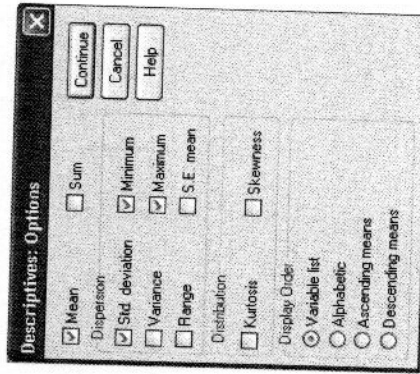 Descriptives: Options
Mean Sum Continue
Cancel
Dispersion
Help
Std. deviation Minimum
Variance Maximum
Range S.E. mean
Distribution
Kurtosis Skewness
Display Order
Variable list
Alphabetic
Ascending means
Descending means